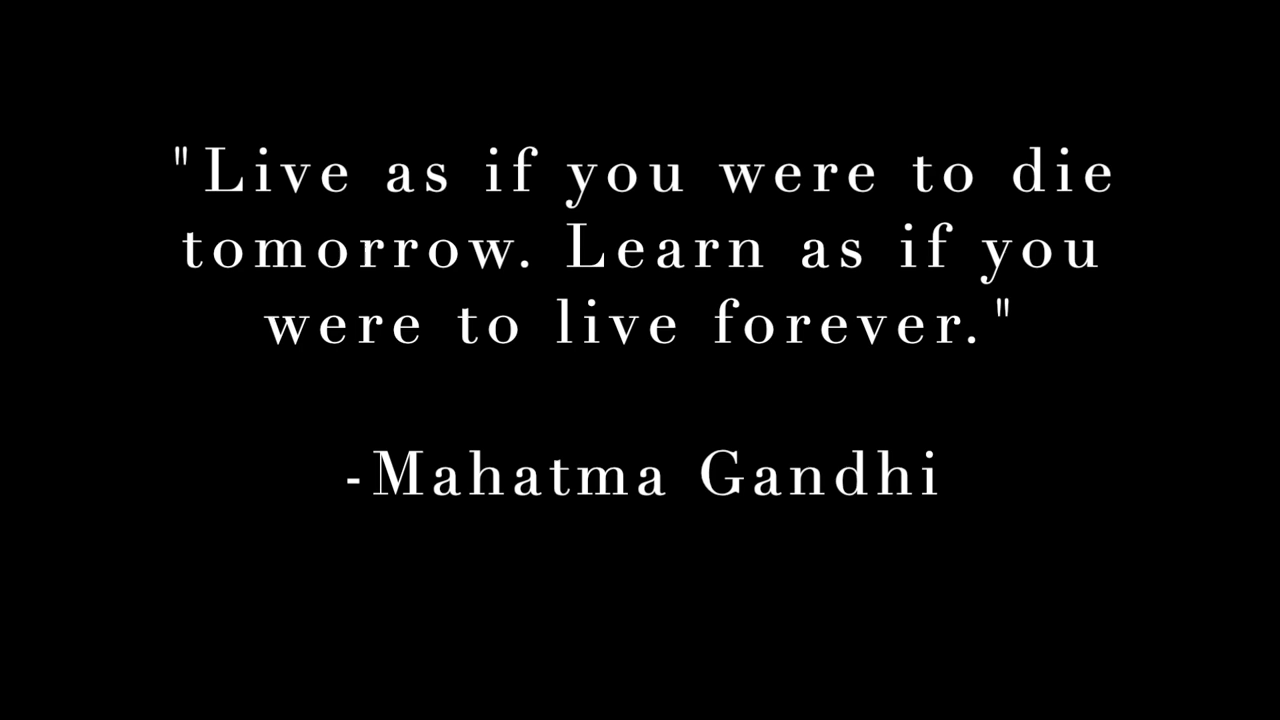 "Live as if you were to die
tomorrow. Learn as if you
were to live forever."
-Mahatma Gandhi